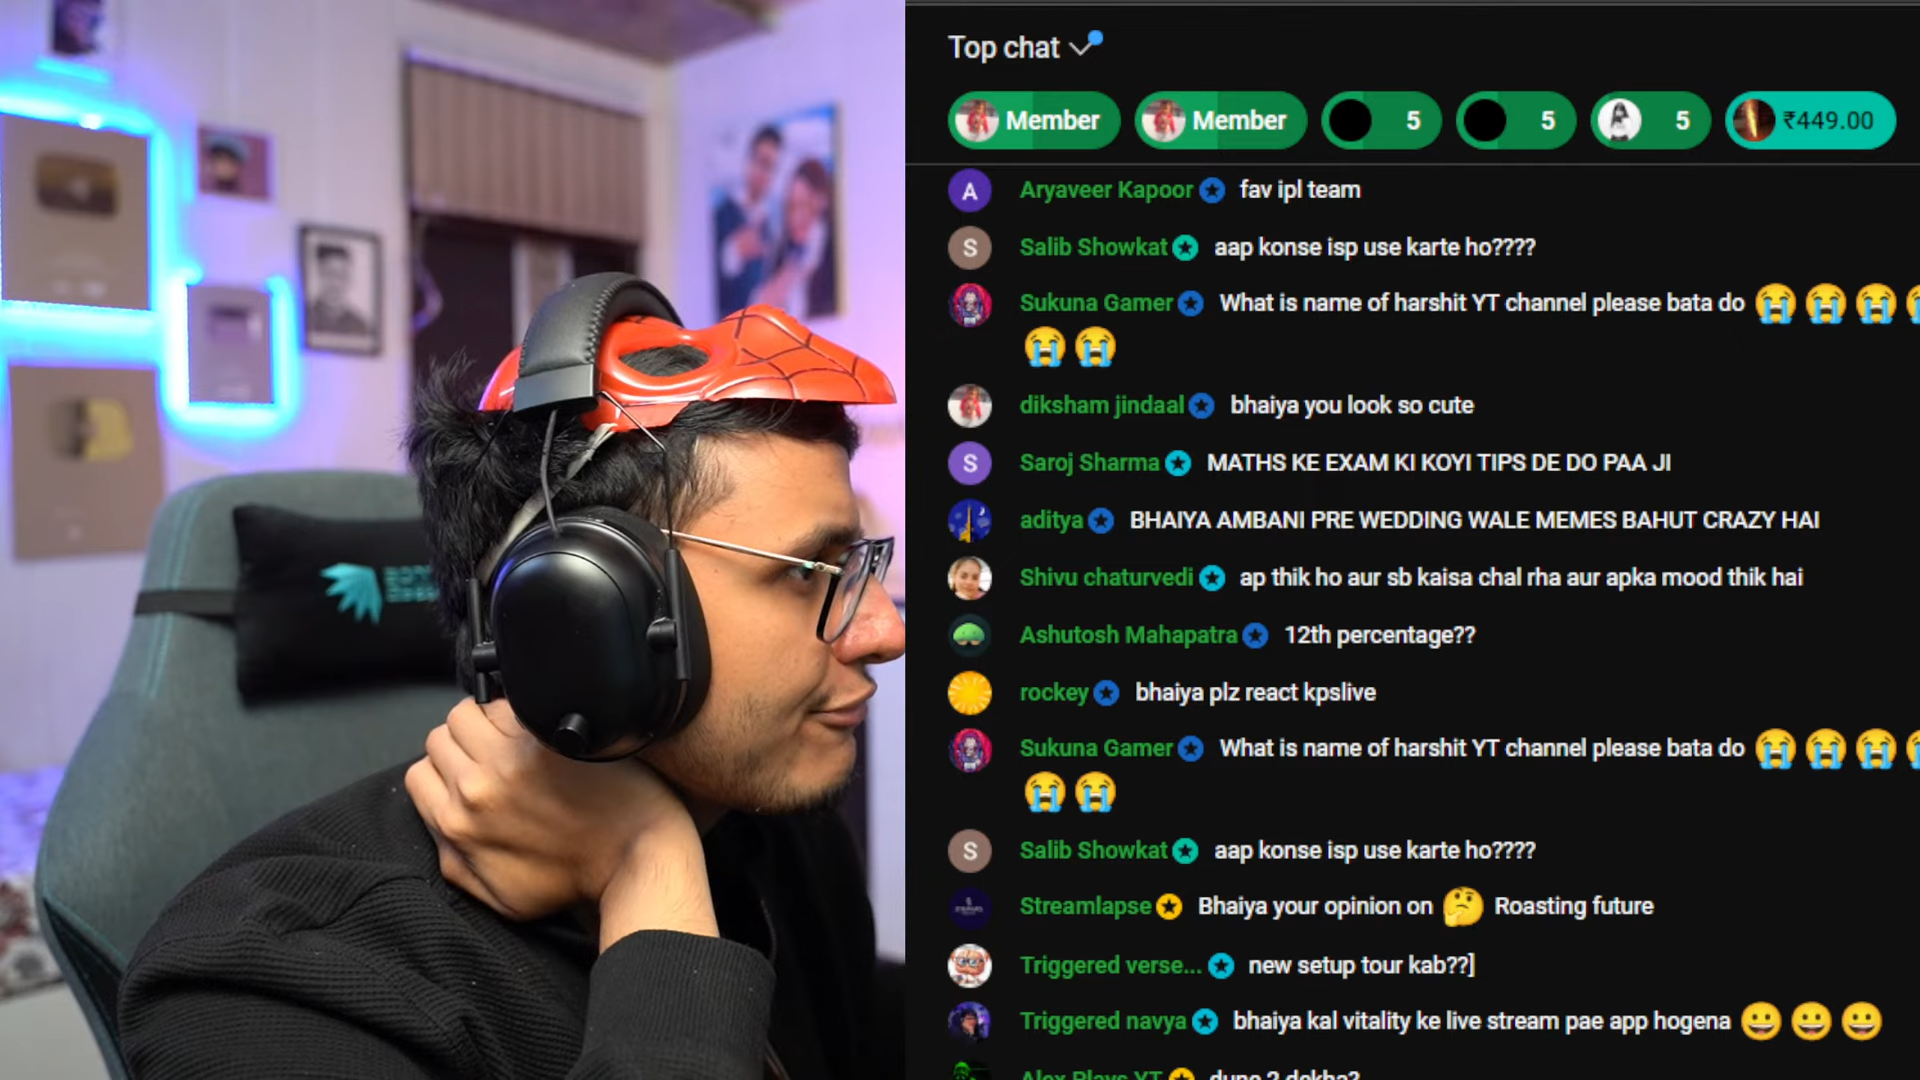 Top chat
Member Member 5 5 5 ₹449.00
A Aryaveer Kapoor fav ipl team
S Salib Showkat aap konse isp use karte ho????
Sukuna Gamer What is name of harshit YT channel please bata do 😭😭😭😭
😭😭
diksham jindaal bhaiya you look so cute
S Saroj Sharma MATHS KE EXAM KI KOYI TIPS DE DO PAA JI
aditya BHAIYA AMBANI PRE WEDDING WALE MEMES BAHUT CRAZY HAI
Shivu chaturvedi ap thik ho aur sb kaisa chal rha aur apka mood thik hai
Ashutosh Mahapatra 12th percentage??
rockey bhaiya plz react kpslive
Sukuna Gamer What is name of harshit YT channel please bata do 😭😭😭😭
😭😭
S Salib Showkat aap konse isp use karte ho????
Streamlapse Bhaiya your opinion on 🤔 Roasting future
Triggered verse... new setup tour kab??]
Triggered navya bhaiya kal vitality ke live stream pae app hogena 😀😀😀
Alex Plays YT dune 2 dekha?